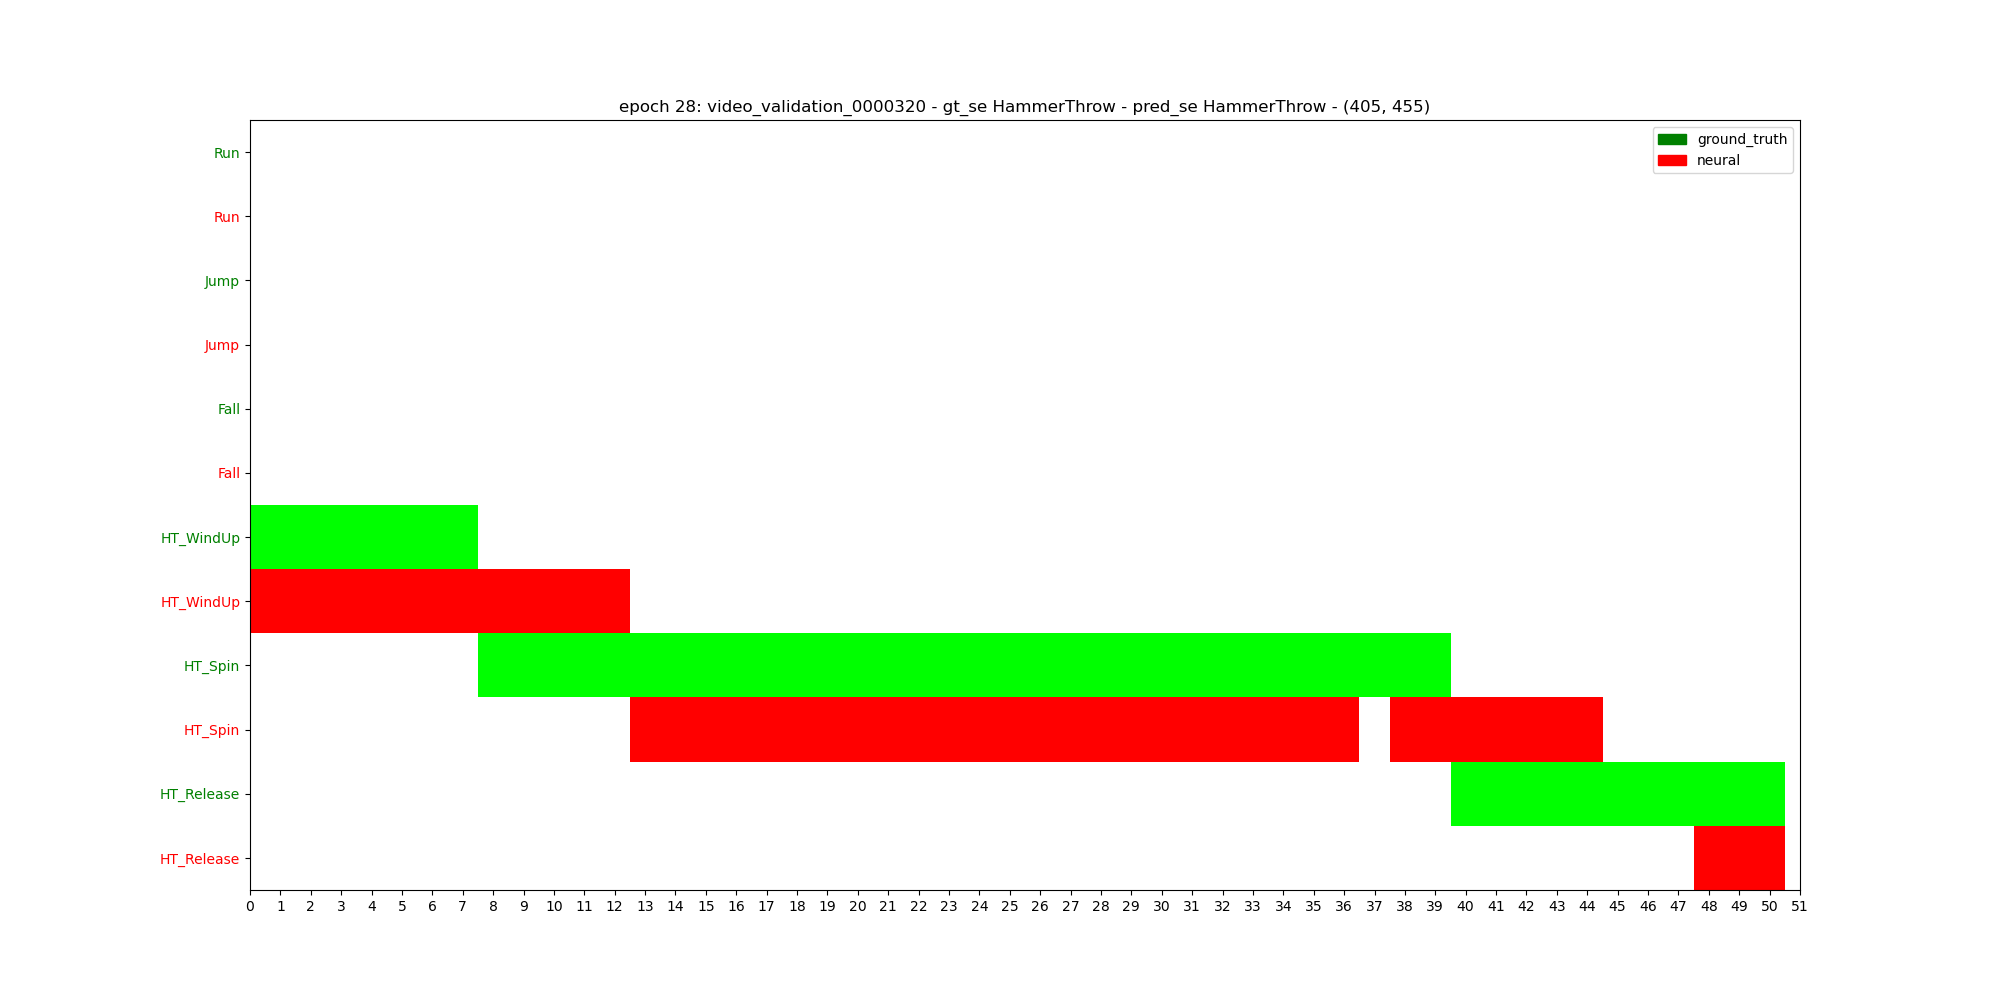 epoch 28: video_validation_0000320 - gt_se HammerThrow - pred_se HammerThrow - (405, 455)
ground_truth
neural
Run
Run
Jump
Jump
Fall
Fall
HT_WindUp
HT_WindUp
HT_Spin
HT_Spin
HT_Release
HT_Release
0 1 2 3 4 5 6 7 8 9 10 11 12 13 14 15 16 17 18 19 20 21 22 23 24 25 26 27 28 29 30 31 32 33 34 35 36 37 38 39 40 41 42 43 44 45 46 47 48 49 50 51